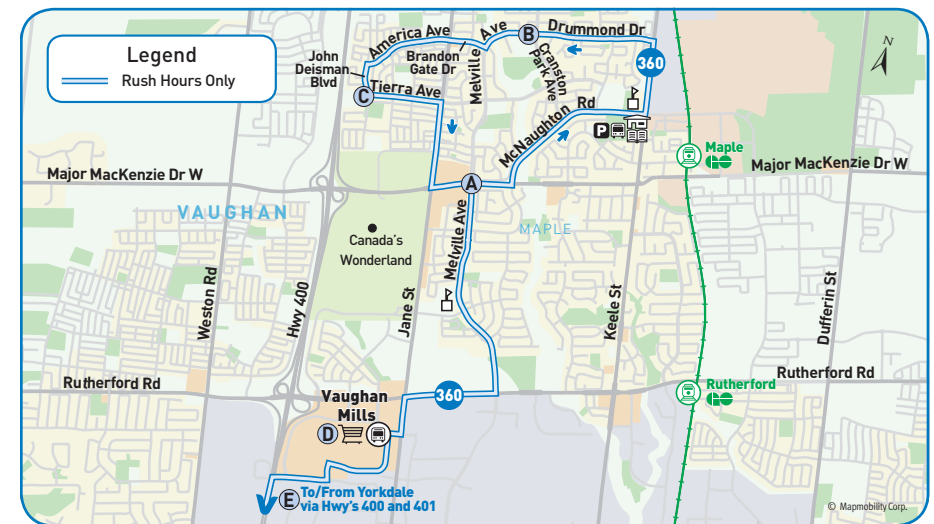 Legend
Rush Hours Only
John
Deisman
Blvd
America Ave
Brandon
Gate Dr
Melville
Ave
B
Drummond Dr
Cranston
Park Ave
360
N
C
Tierra Ave
McNaughton
Rd
P
Maple
Major MacKenzie Dr W
A
Major MacKenzie Dr W
VAUGHAN
MAPLE
Canada's
Wonderland
Melville Ave
Weston Rd
Hwy 400
Jane St
Keele St
Dufferin St
Rutherford Rd
360
Rutherford
Rutherford Rd
Vaughan
Mills
D
E
To/From Yorkdale
via Hwy's 400 and 401
© Mapmobility Corp.